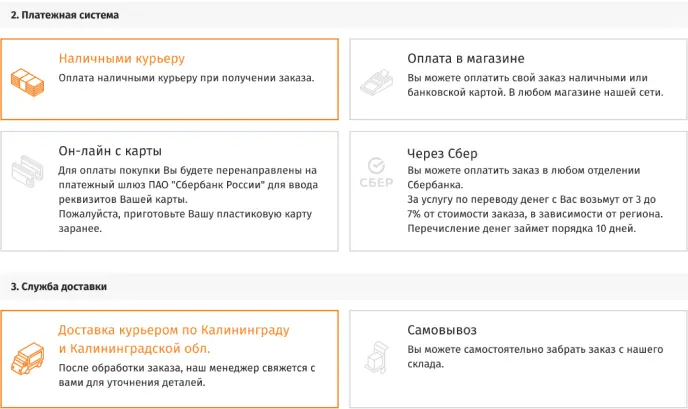 2. Платежная система
Наличными курьеру
Оплата наличными курьеру при получении заказа.
Оплата в магазине
Вы можете оплатить свой заказ наличными или
банковской картой. В любом магазине нашей сети.
Он-лайн с карты
Для оплаты покупки Вы будете перенаправлены на
платежный шлюз ПАО "Сбербанк России" для ввода
реквизитов Вашей карты.
Пожалуйста, приготовьте Вашу пластиковую карту
заранее.
СБЕР
Через Сбер
Вы можете оплатить заказ в любом отделении
Сбербанка.
За услугу по переводу денег с Вас возьмут от 3 до
7% от стоимости заказа, в зависимости от региона.
Перечисление денег займет порядка 10 дней.
3. Служба доставки
Доставка курьером по Калининграду
и Калининградской обл.
После обработки заказа, наш менеджер свяжется с
вами для уточнения деталей.
Самовывоз
Вы можете самостоятельно забрать заказ с нашего
склада.